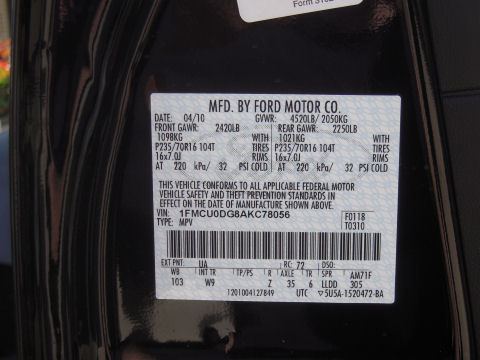 Form 5102
MFD. BY FORD MOTOR CO.
DATE: 04/10 GVWR: 4520LB/ 2050KG
FRONT GAWR: 2420LB REAR GAWR: 2250LB
1098KG WITH 1021KG WITH
P235/70R16 104T TIRES P235/70R16 104T TIRES
16x7.0J RIMS 16x7.0J RIMS
AT 220 kPa/ 32 PSI COLD AT 220 kPa/ 32 PSI COLD
THIS VEHICLE CONFORMS TO ALL APPLICABLE FEDERAL MOTOR
VEHICLE SAFETY AND THEFT PREVENTION STANDARDS IN
EFFECT ON THE DATE OF MANUFACTURE SHOWN ABOVE.
VIN: 1FMCU0DG8AKC78056 F0118
TYPE: MPV T0310
EXT PNT: UA RC: 72 DSO:
WB INT TR TP/PS R AXLE TR SPR AM71F
103 W9 Z 35 6 LLDD 305
1201004127849 UTC ▽5U5A-1520472-BA